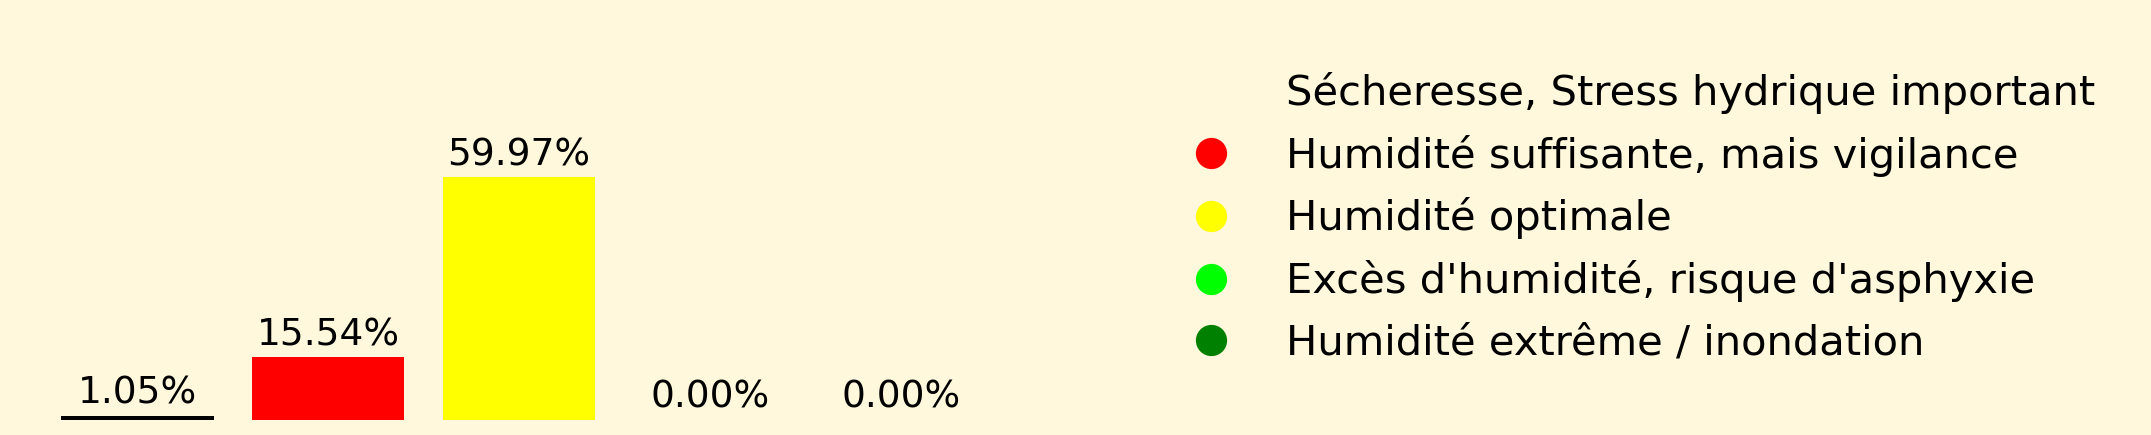 1.05%
15.54%
59.97%
0.00%
0.00%
Sécheresse, Stress hydrique important
Humidité suffisante, mais vigilance
Humidité optimale
Excès d'humidité, risque d'asphyxie
Humidité extrême / inondation